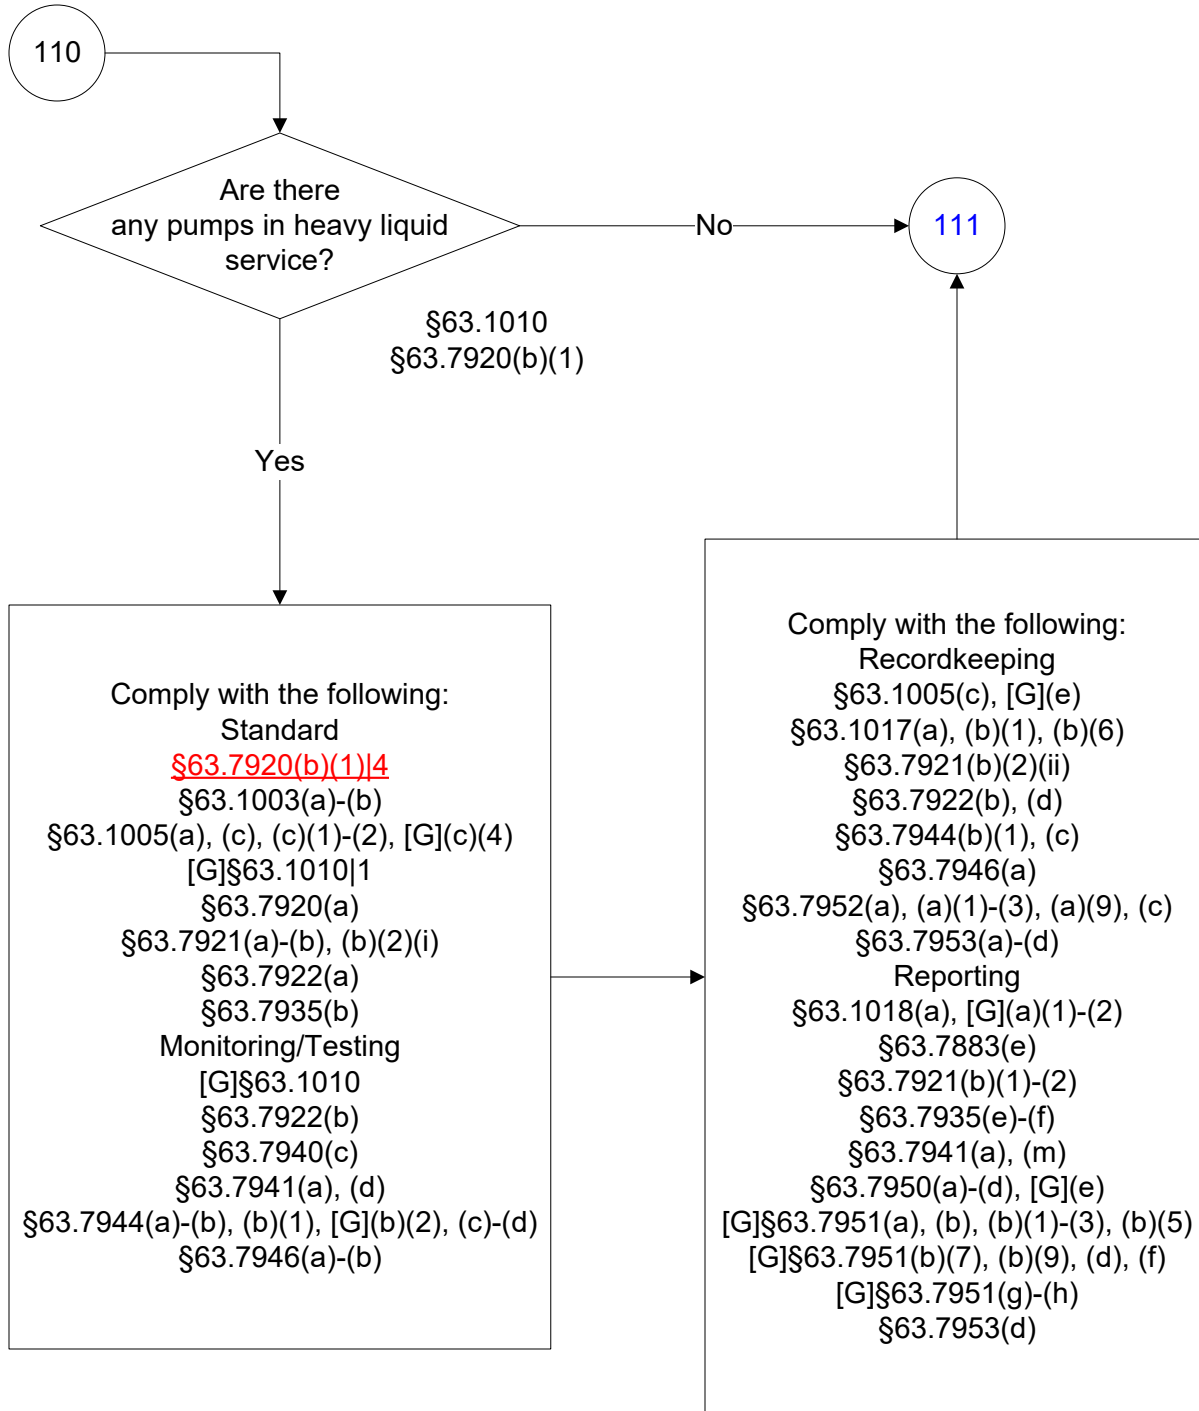 110
Are there
any pumps in heavy liquid
service?
No
111
§63.1010
§63.7920(b)(1)
Yes
Comply with the following:
Standard
§63.7920(b)(1)|4
§63.1003(a)-(b)
§63.1005(a), (c), (c)(1)-(2), [G](c)(4)
[G]§63.1010|1
§63.7920(a)
§63.7921(a)-(b), (b)(2)(i)
§63.7922(a)
§63.7935(b)
Monitoring/Testing
[G]§63.1010
§63.7922(b)
§63.7940(c)
§63.7941(a), (d)
§63.7944(a)-(b), (b)(1), [G](b)(2), (c)-(d)
§63.7946(a)-(b)
Comply with the following:
Recordkeeping
§63.1005(c), [G](e)
§63.1017(a), (b)(1), (b)(6)
§63.7921(b)(2)(ii)
§63.7922(b), (d)
§63.7944(b)(1), (c)
§63.7946(a)
§63.7952(a), (a)(1)-(3), (a)(9), (c)
§63.7953(a)-(d)
Reporting
§63.1018(a), [G](a)(1)-(2)
§63.7883(e)
§63.7921(b)(1)-(2)
§63.7935(e)-(f)
§63.7941(a), (m)
§63.7950(a)-(d), [G](e)
[G]§63.7951(a), (b), (b)(1)-(3), (b)(5)
[G]§63.7951(b)(7), (b)(9), (d), (f)
[G]§63.7951(g)-(h)
§63.7953(d)